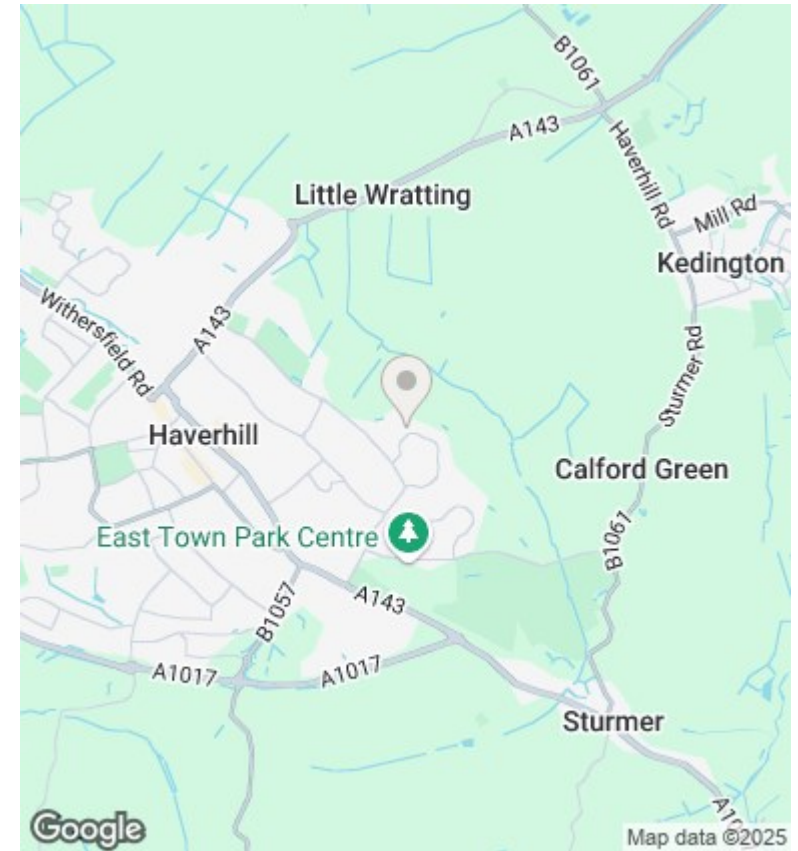 B1061
A143
Haverhill Rd
Little Wratting
Mill Rd
Kedington
Withersfield Rd
A143
Sturmer Rd
Haverhill
Calford Green
East Town Park Centre
B1061
A143
B1057
A1017
A1017
Sturmer
Google
Map data ©2025